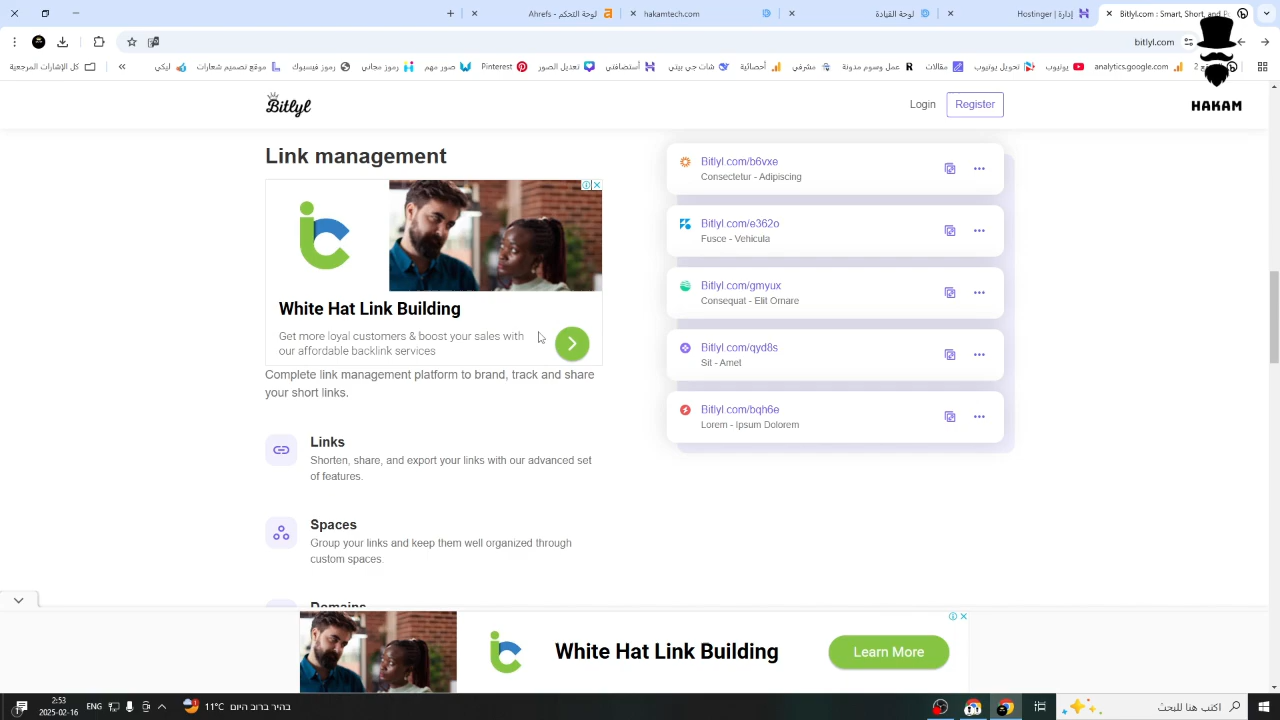 Ahrefs - لوحة التحكم
hakamtech.com
لوحة القيادة
إدارة | Hostinger
Bitlyl.com : Smart, Short
bitlyl.com
كل الإشارات المرجعية
ليكي
موقع تصميم شعارات
رموز فيسبوك
رموز مجاني
صور مهم
Pinterest
تعديل الصور
أستضافتي
شات جي بيتي
أحصائية
مشرفي
عمل وسوم مدونة
مقالات
تحويل يوتيوب
يوتيوب
analytics.google.com
HAKAM
Bitlyl
Login
Register
Link management
White Hat Link Building
Get more loyal customers & boost your sales with
our affordable backlink services
Complete link management platform to brand, track and share
your short links.
Links
Shorten, share, and export your links with our advanced set
of features.
Spaces
Group your links and keep them well organized through
custom spaces.
Domains
Bitlyl.com/b6vxe
Consectetur - Adipiscing
Bitlyl.com/e362o
Fusce - Vehicula
Bitlyl.com/gmyux
Consequat - Elit Ornare
Bitlyl.com/qyd8s
Sit - Amet
Bitlyl.com/bqh6e
Lorem - Ipsum Dolorem
White Hat Link Building
Learn More
2:53
2025-02-16
ENG
11°C
בהיר ברוב היום
اكتب هنا للبحث